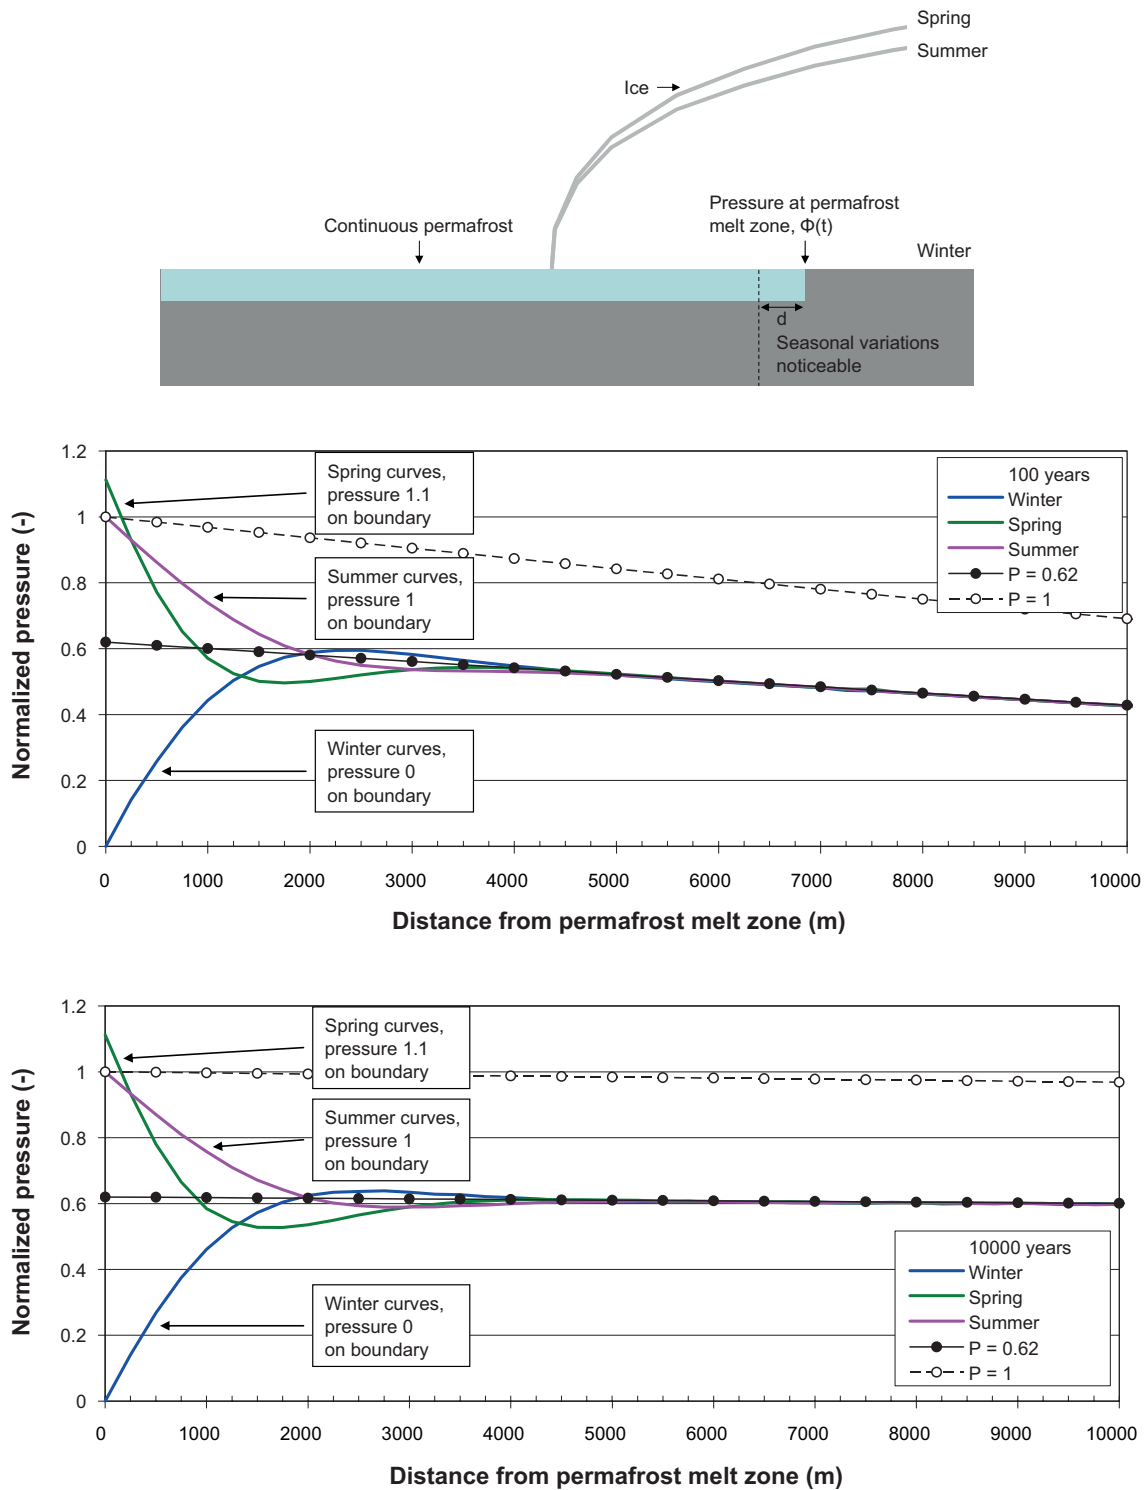 Spring
Summer
Ice
Continuous permafrost
Pressure at permafrost
melt zone, Φ(t)
Winter
d
Seasonal variations
noticeable
Normalized pressure (-)
1.2
1
0.8
0.6
0.4
0.2
0
Spring curves,
pressure 1.1
on boundary
Summer curves,
pressure 1
on boundary
Winter curves,
pressure 0
on boundary
100 years
Winter
Spring
Summer
P = 0.62
P = 1
0 1000 2000 3000 4000 5000 6000 7000 8000 9000 10000
Distance from permafrost melt zone (m)
Normalized pressure (-)
1.2
1
0.8
0.6
0.4
0.2
0
Spring curves,
pressure 1.1
on boundary
Summer curves,
pressure 1
on boundary
Winter curves,
pressure 0
on boundary
10000 years
Winter
Spring
Summer
P = 0.62
P = 1
0 1000 2000 3000 4000 5000 6000 7000 8000 9000 10000
Distance from permafrost melt zone (m)